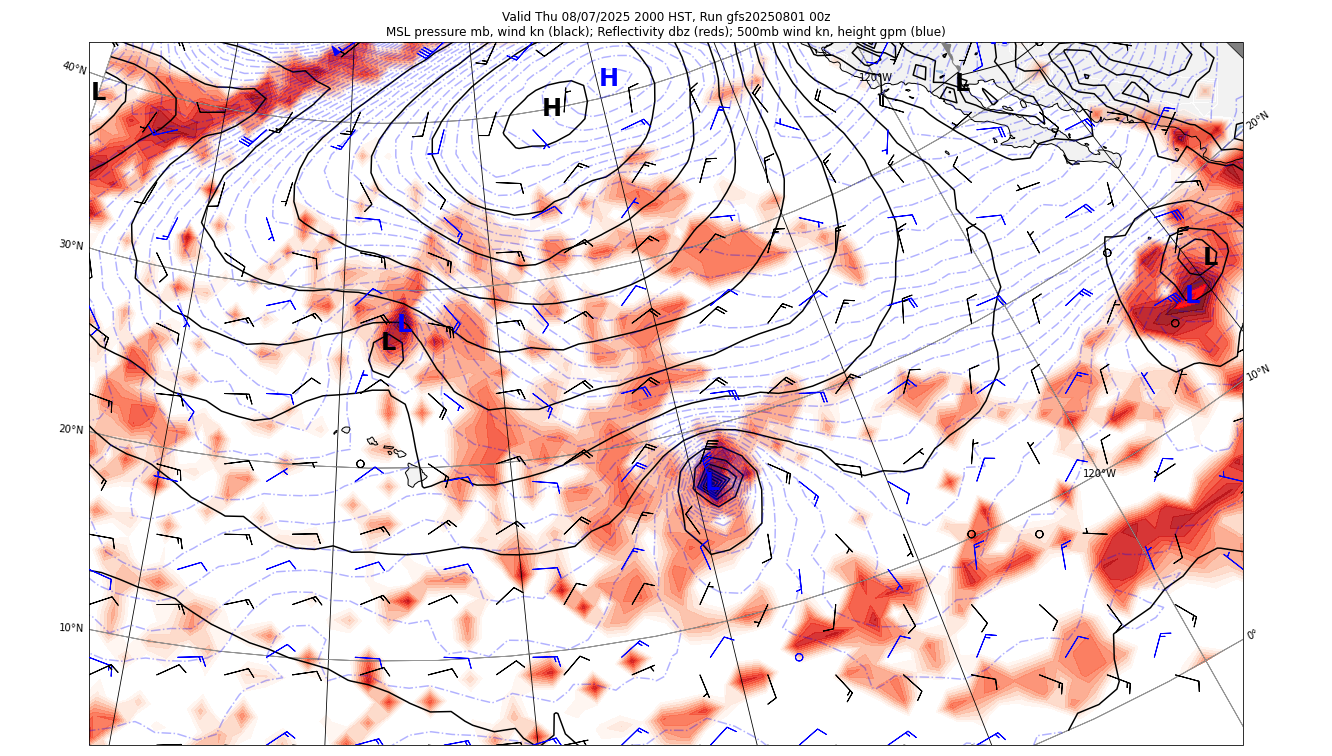 Valid Thu 08/07/2025 2000 HST, Run gfs20250801 00z
MSL pressure mb, wind kn (black); Reflectivity dbz (reds); 500mb wind kn, height gpm (blue)
40°N
L
H
H
120°W
L
20°N
30°N
L
L
L
L
10°N
20°N
L
120°W
10°N
0°